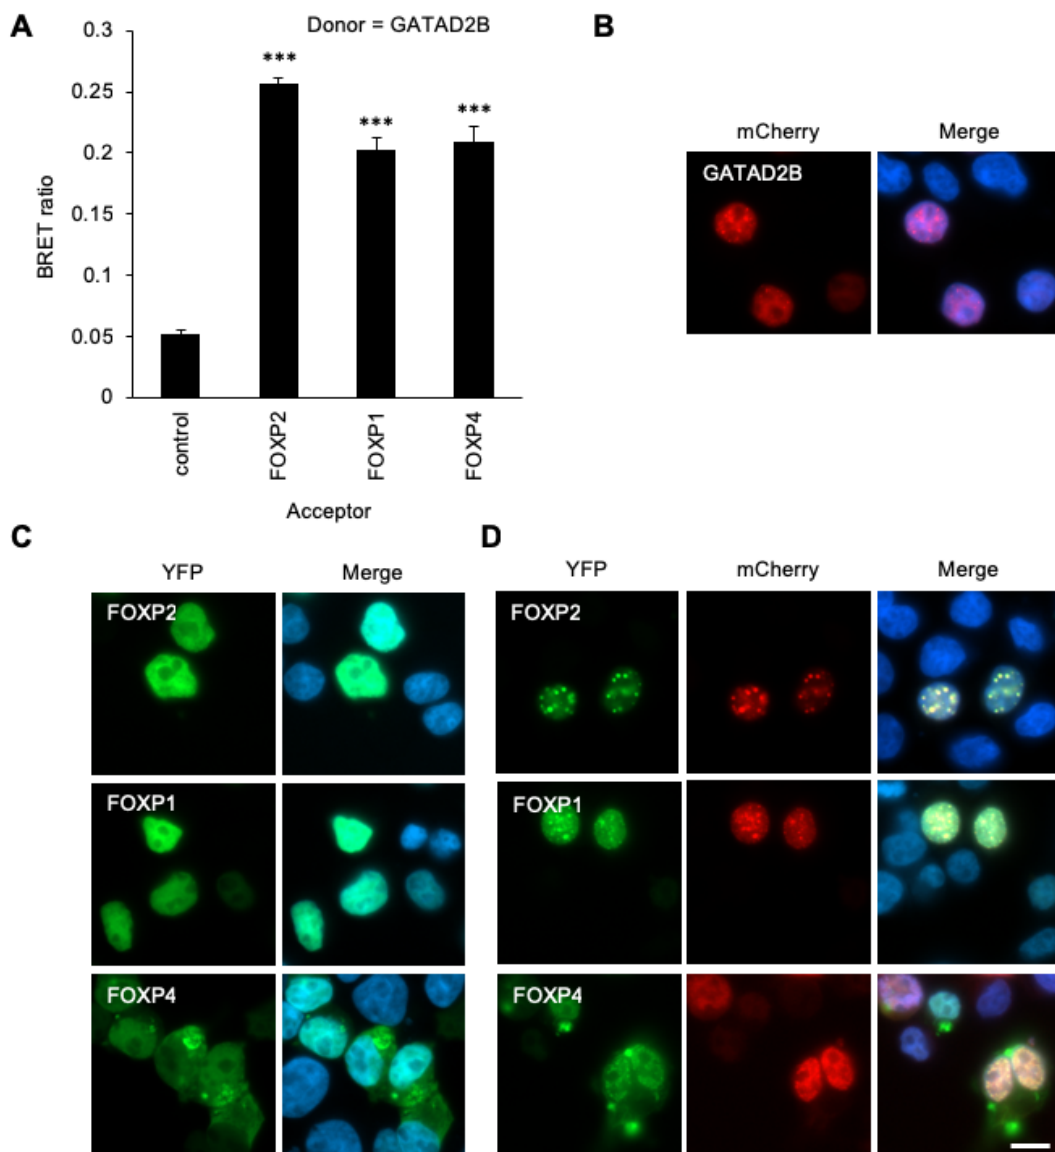 A
Donor = GATAD2B
0.3
0.25
0.2
0.15
0.1
0.05
0
BRET ratio
***
***
***
control
FOXP2
FOXP1
FOXP4
Acceptor
B
mCherry Merge
GATAD2B
C
YFP Merge
FOXP2
FOXP1
FOXP4
D
YFP mCherry Merge
FOXP2
FOXP1
FOXP4